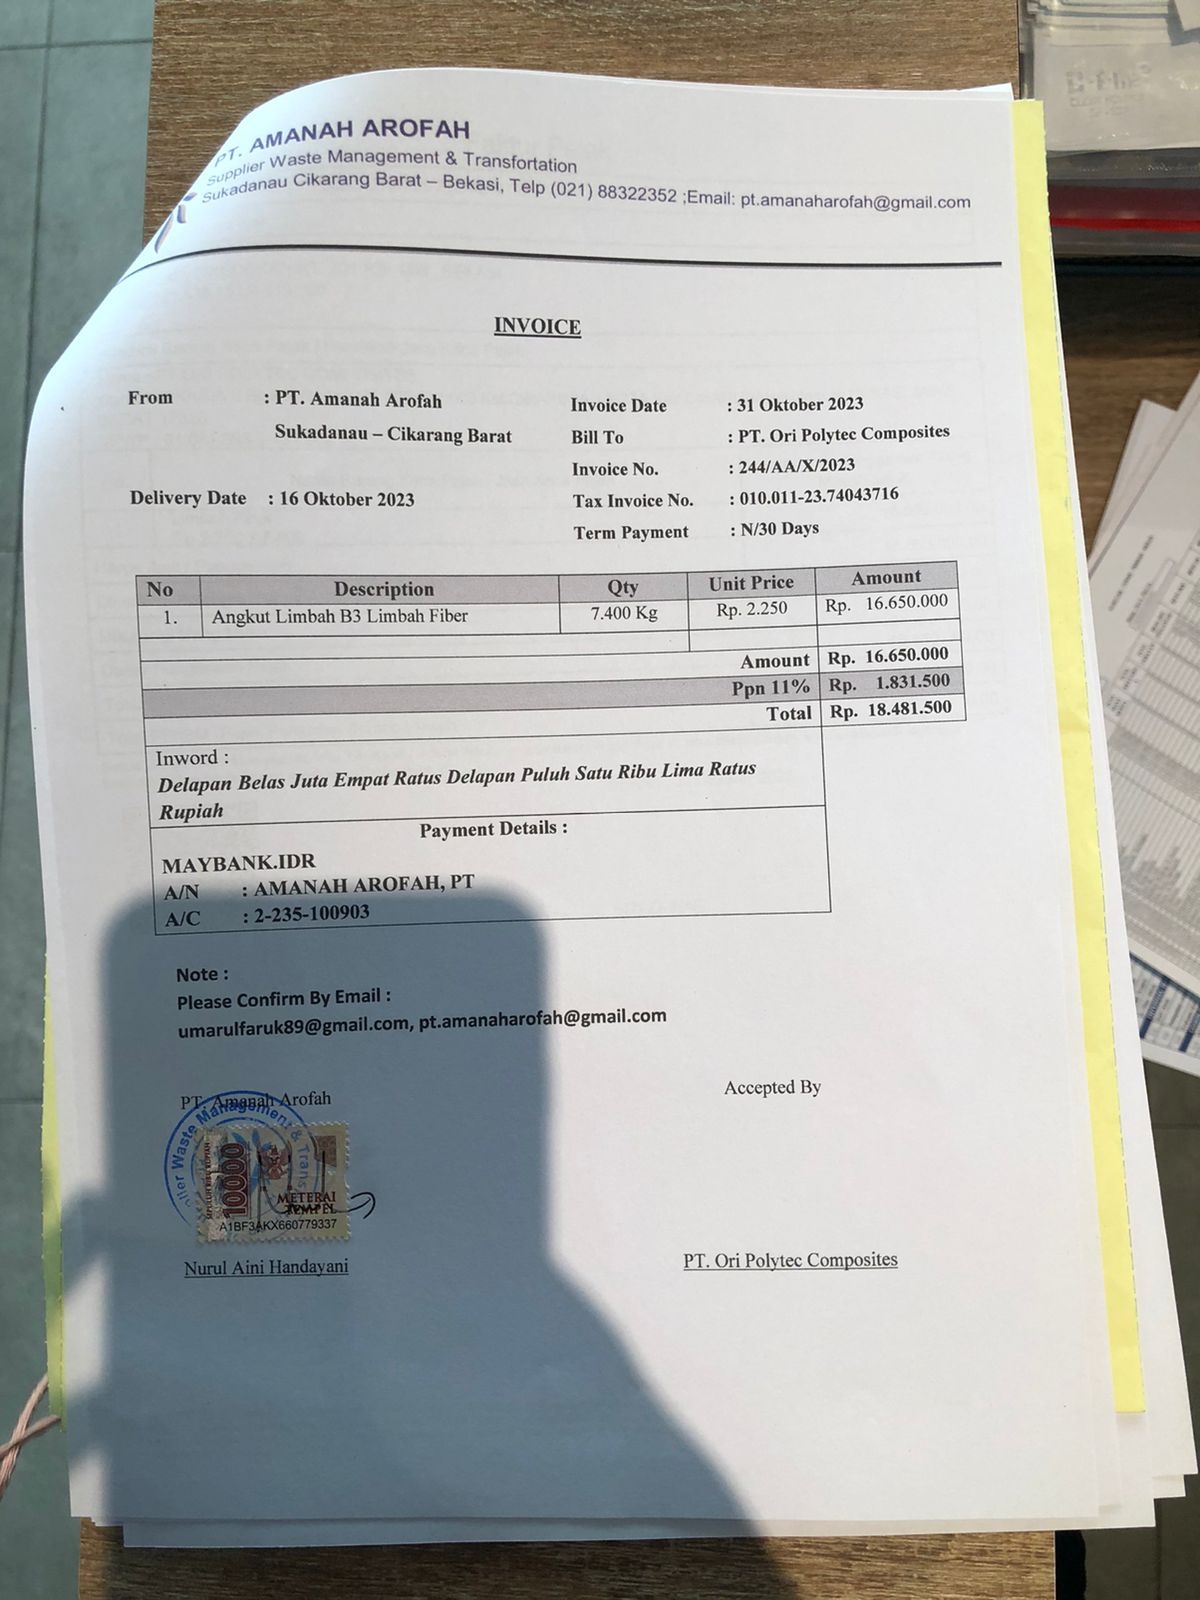 PT. AMANAH AROFAH
Supplier Waste Management & Transfortation
Sukadanau Cikarang Barat – Bekasi, Telp (021) 88322352 ;Email: pt.amanaharofah@gmail.com
INVOICE
From : PT. Amanah Arofah
Sukadanau – Cikarang Barat
Delivery Date : 16 Oktober 2023
Invoice Date : 31 Oktober 2023
Bill To : PT. Ori Polytec Composites
Invoice No. : 244/AA/X/2023
Tax Invoice No. : 010.011-23.74043716
Term Payment : N/30 Days
No Description Qty Unit Price Amount
1. Angkut Limbah B3 Limbah Fiber 7.400 Kg Rp. 2.250 Rp. 16.650.000
Amount Rp. 16.650.000
Ppn 11% Rp. 1.831.500
Total Rp. 18.481.500
Inword :
Delapan Belas Juta Empat Ratus Delapan Puluh Satu Ribu Lima Ratus
Rupiah
Payment Details :
MAYBANK.IDR
A/N : AMANAH AROFAH, PT
A/C : 2-235-100903
Note :
Please Confirm By Email :
umarulfaruk89@gmail.com, pt.amanaharofah@gmail.com
PT. Amanah Arofah
Accepted By
Waste Management & Trans
SEPULUH RIBU RUPIAH
10000
METERAI
TEMPEL
A1BF3AKX660779337
Nurul Aini Handayani
PT. Ori Polytec Composites